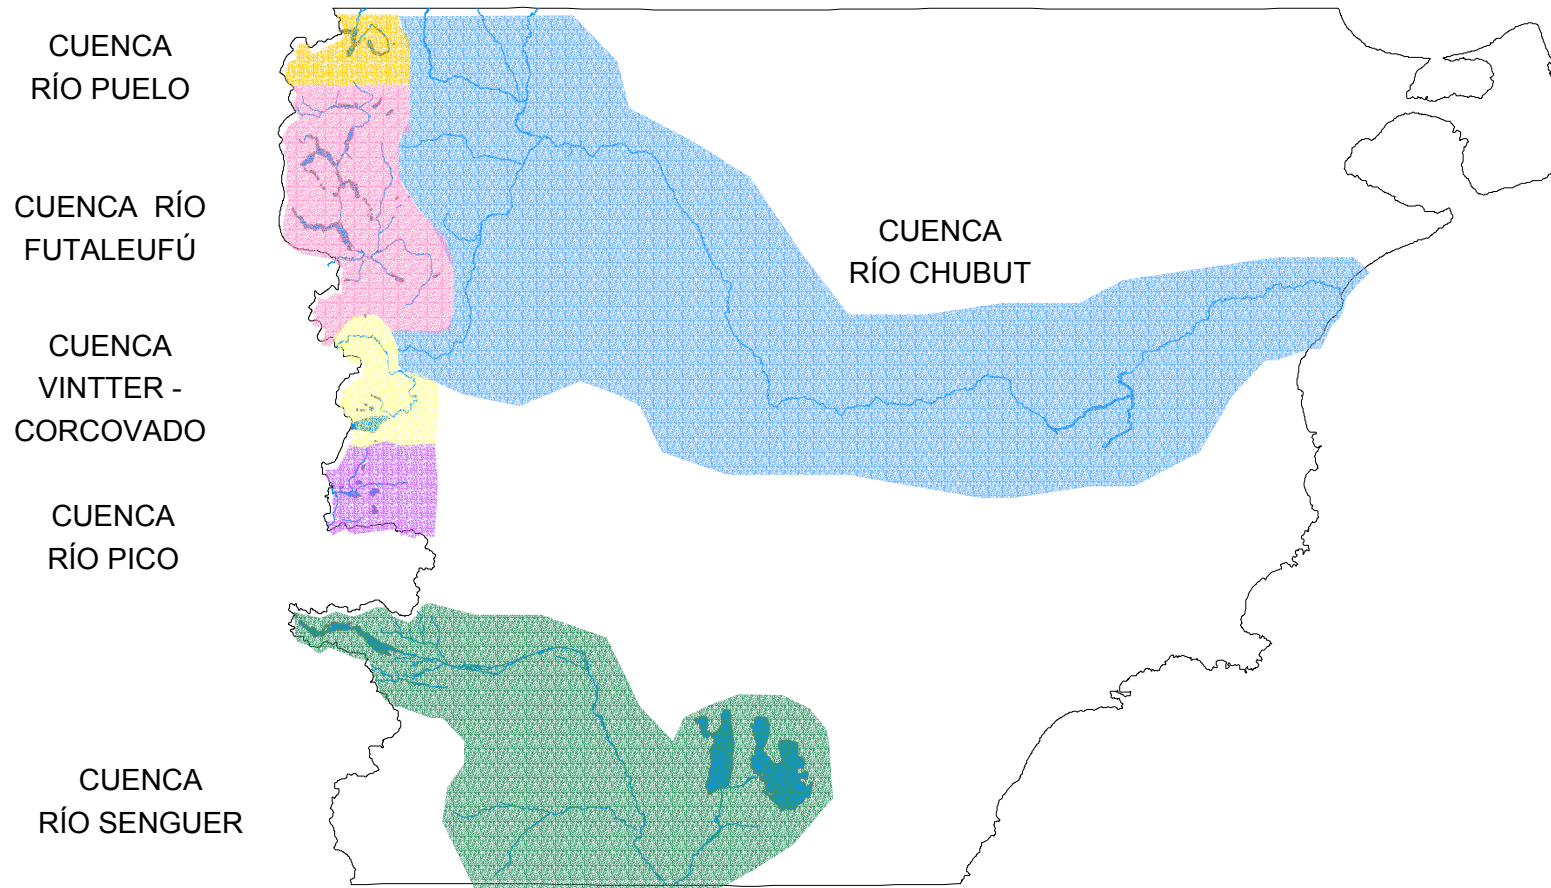 CUENCA
RÍO PUELO
CUENCA RÍO
FUTALEUFÚ
CUENCA
RÍO CHUBUT
CUENCA
VINTTER -
CORCOVADO
CUENCA
RÍO PICO
CUENCA
RÍO SENGUER